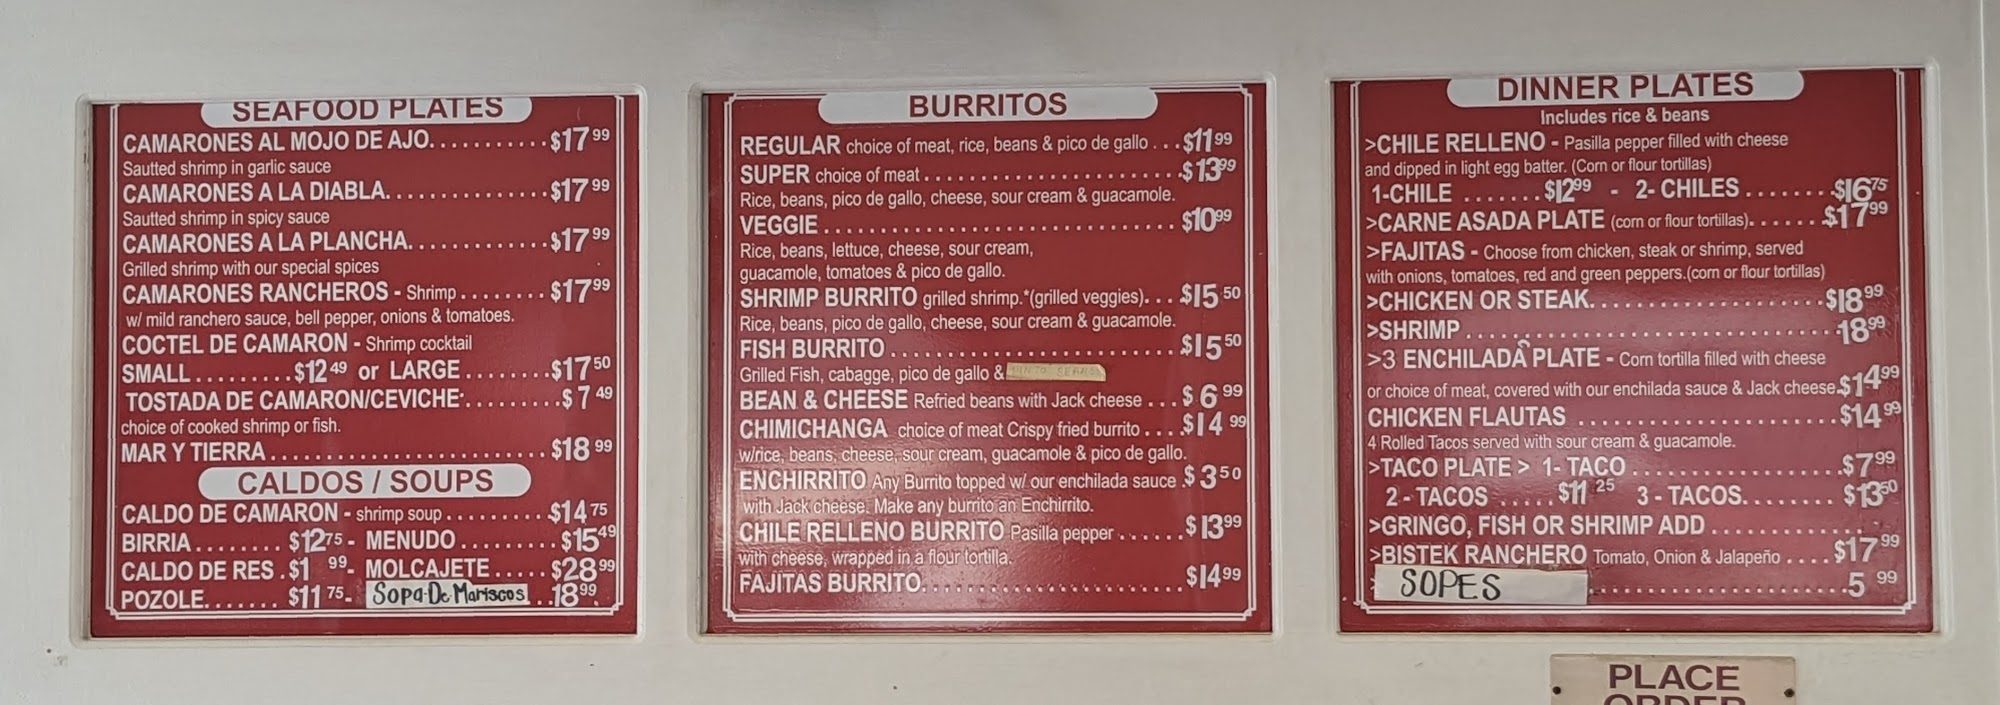 SEAFOOD PLATES
CAMARONES AL MOJO DE AJO...........$17.99
Sautted shrimp in garlic sauce
CAMARONES A LA DIABLA...............$17.99
Sautted shrimp in spicy sauce
CAMARONES A LA PLANCHA............$17.99
Grilled shrimp with our special spices
CAMARONES RANCHEROS - Shrimp........$17.99
w/ mild ranchero sauce, bell pepper, onions & tomatoes.
COCTEL DE CAMARON - Shrimp cocktail
SMALL.........$12 49 or LARGE........$17 50
TOSTADA DE CAMARON/CEVICHE.........$ 7 49
choice of cooked shrimp or fish.
MAR Y TIERRA.........................$18 99
CALDOS / SOUPS
CALDO DE CAMARON - shrimp soup.........$14 75
BIRRIA........$12 75 - MENUDO.........$15 49
CALDO DE RES.$1 99 - MOLCAJETE.....$28 99
POZOLE.......$11 75 - Sopa De Mariscos..18 99
BURRITOS
REGULAR choice of meat, rice, beans & pico de gallo...$11 99
SUPER choice of meat.........................$13 99
Rice, beans, pico de gallo, cheese, sour cream & guacamole.
VEGGIE..................................$10 99
Rice, beans, lettuce, cheese, sour cream,
guacamole, tomatoes & pico de gallo.
SHRIMP BURRITO grilled shrimp.*(grilled veggies)...$15 50
Rice, beans, pico de gallo, cheese, sour cream & guacamole.
FISH BURRITO...........................$15 50
Grilled Fish, cabagge, pico de gallo & PINTO BEANS
BEAN & CHEESE Refried beans with Jack cheese...$ 6 99
CHIMICHANGA choice of meat Crispy fried burrito....$14 99
w/rice, beans, cheese, sour cream, guacamole & pico de gallo.
ENCHIRRITO Any Burrito topped w/ our enchilada sauce.$ 3 50
with Jack cheese. Make any burrito an Enchirrito.
CHILE RELLENO BURRITO Pasilla pepper......$ 13 99
with cheese, wrapped in a flour tortilla.
FAJITAS BURRITO.........................$14 99
DINNER PLATES
Includes rice & beans
>CHILE RELLENO - Pasilla pepper filled with cheese
and dipped in light egg batter. (Corn or flour tortillas)
1-CHILE .......$12 99 - 2- CHILES........$16 75
>CARNE ASADA PLATE (corn or flour tortillas).......$17 99
>FAJITAS - Choose from chicken, steak or shrimp, served
with onions, tomatoes, red and green peppers.(corn or flour tortillas)
>CHICKEN OR STEAK......................$18 99
>SHRIMP...................................18 99
>3 ENCHILADA PLATE - Corn tortilla filled with cheese
or choice of meat, covered with our enchilada sauce & Jack cheese.$14 99
CHICKEN FLAUTAS ........................$14 99
4 Rolled Tacos served with sour cream & guacamole.
>TACO PLATE > 1- TACO....................$7 99
2 - TACOS ......$11 25 3 - TACOS.........$13 50
>GRINGO, FISH OR SHRIMP ADD ...............
>BISTEK RANCHERO Tomato, Onion & Jalapeño....$17 99
> SOPES .........................5 99
PLACE
ORDER